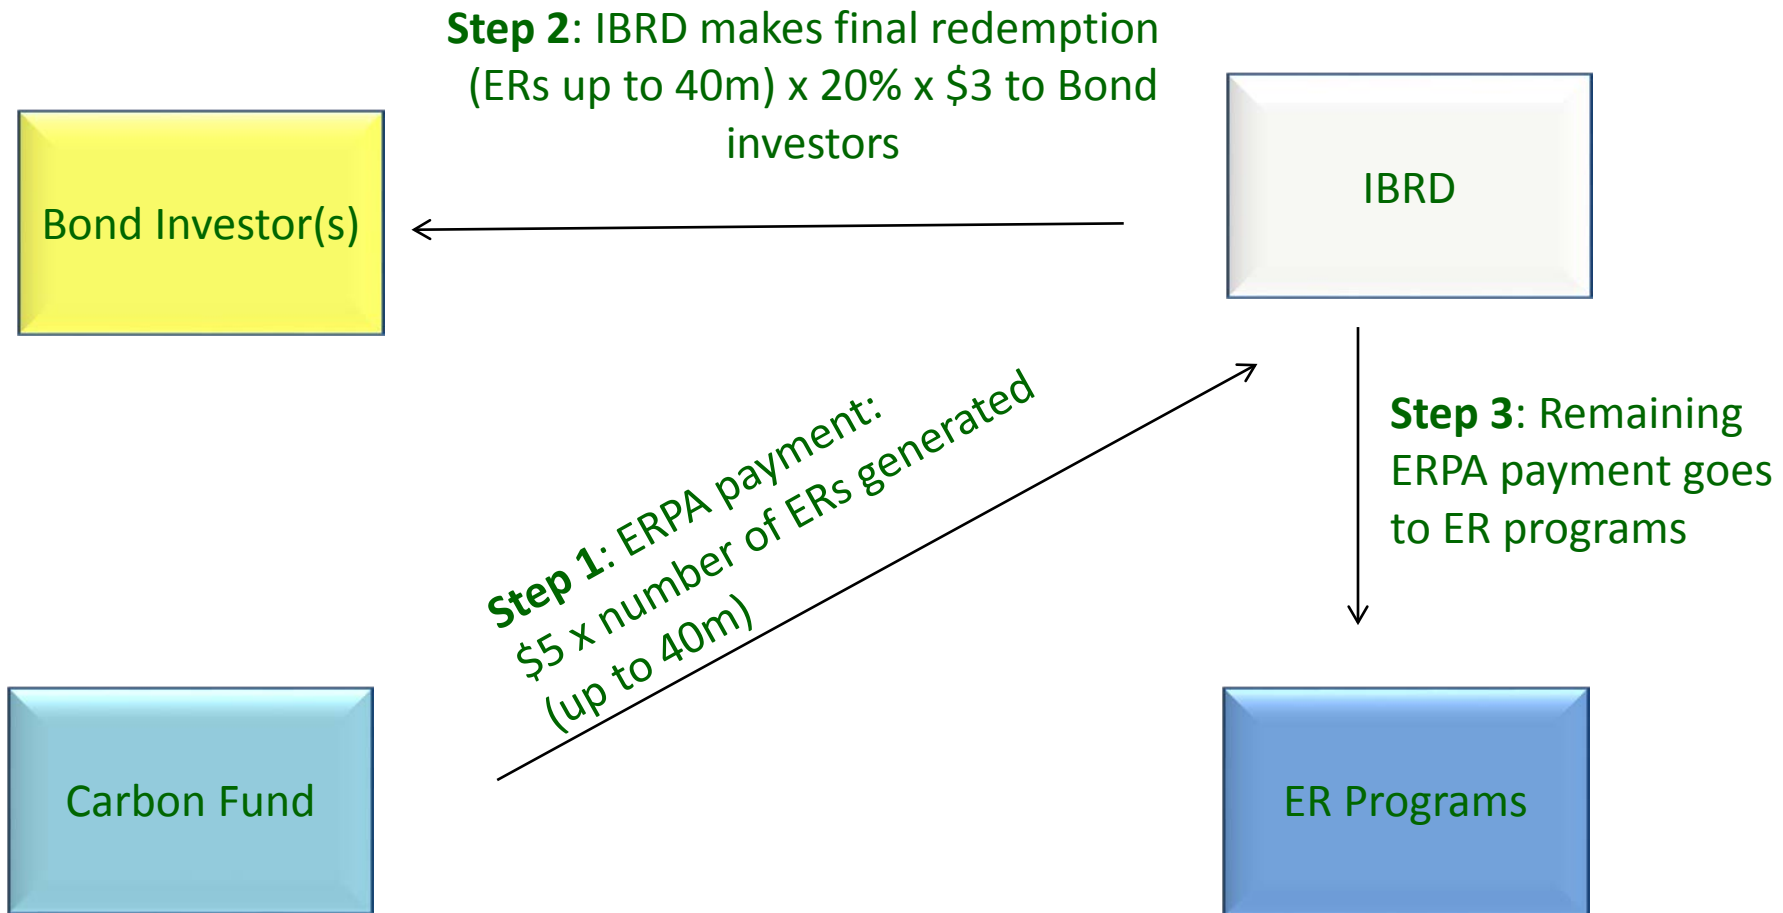 Step 2: IBRD makes final redemption
(ERs up to 40m) x 20% x $3 to Bond
investors
Bond Investor(s)
IBRD
Step 1: ERPA payment:
$5 x number of ERs generated
(up to 40m)
Step 3: Remaining
ERPA payment goes
to ER programs
Carbon Fund
ER Programs